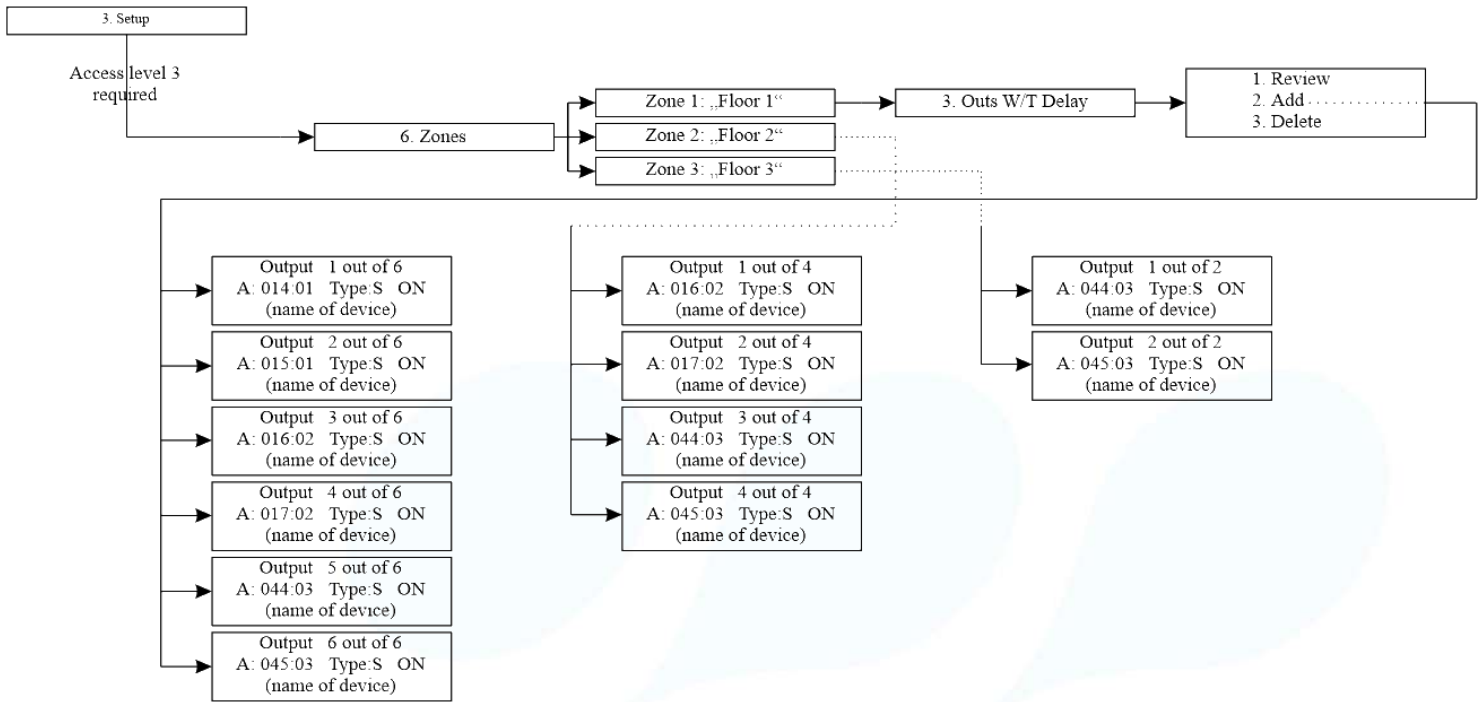 3. Setup
Access level 3
required
6. Zones
Zone 1: „Floor 1“
Zone 2: „Floor 2“
Zone 3: „Floor 3“
3. Outs W/T Delay
1. Review
2. Add
3. Delete
Output 1 out of 6
A: 014:01 Type:S ON
(name of device)
Output 2 out of 6
A: 015:01 Type:S ON
(name of device)
Output 3 out of 6
A: 016:02 Type:S ON
(name of device)
Output 4 out of 6
A: 017:02 Type:S ON
(name of device)
Output 5 out of 6
A: 044:03 Type:S ON
(name of device)
Output 6 out of 6
A: 045:03 Type:S ON
(name of device)
Output 1 out of 4
A: 016:02 Type:S ON
(name of device)
Output 2 out of 4
A: 017:02 Type:S ON
(name of device)
Output 3 out of 4
A: 044:03 Type:S ON
(name of device)
Output 4 out of 4
A: 045:03 Type:S ON
(name of device)
Output 1 out of 2
A: 044:03 Type:S ON
(name of device)
Output 2 out of 2
A: 045:03 Type:S ON
(name of device)